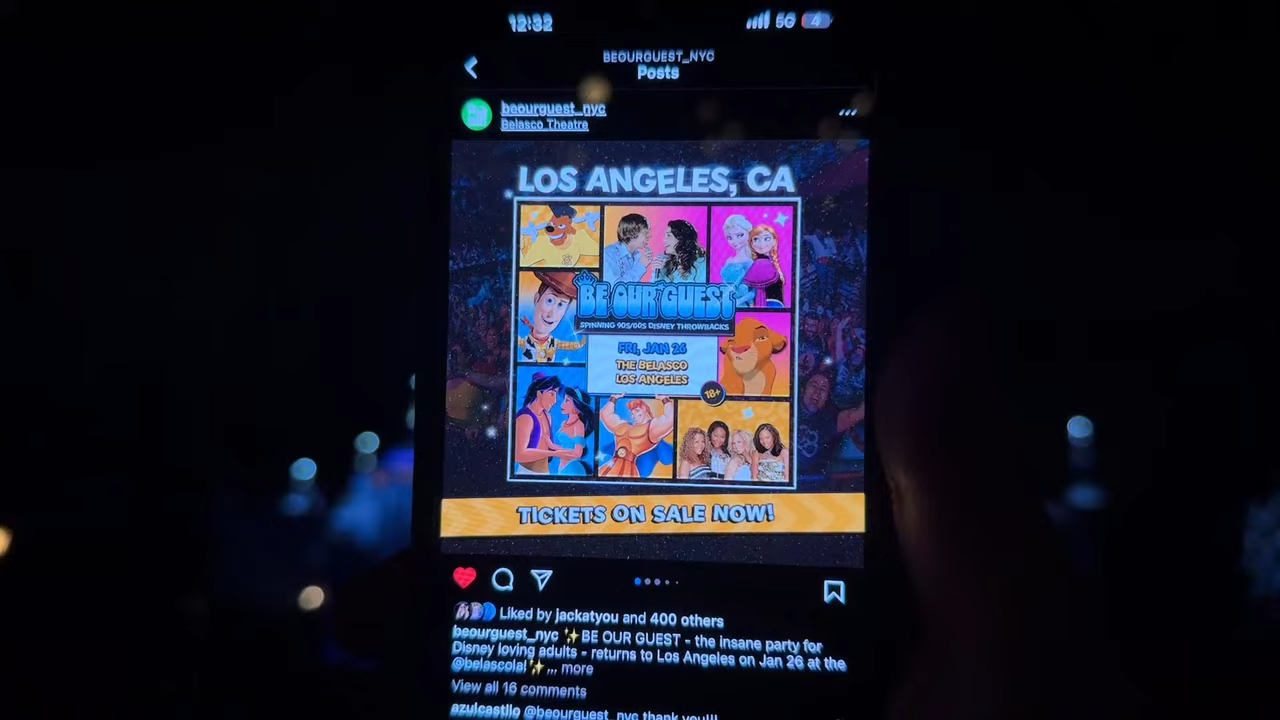 12:32
5G 4
BEOURGUEST_NYC
Posts
beourguest_nyc
Belasco Theatre
LOS ANGELES, CA
BE OUR GUEST
SPINNING 90S/00S DISNEY THROWBACKS
FRI, JAN 26
THE BELASCO
LOS ANGELES
18+
TICKETS ON SALE NOW!
Liked by jackatyou and 400 others
beourguest_nyc ✨BE OUR GUEST - the insane party for
Disney loving adults - returns to Los Angeles on Jan 26 at the
@belascola!✨... more
View all 16 comments
azulcastllo @beourguest_nyc thank you!!!